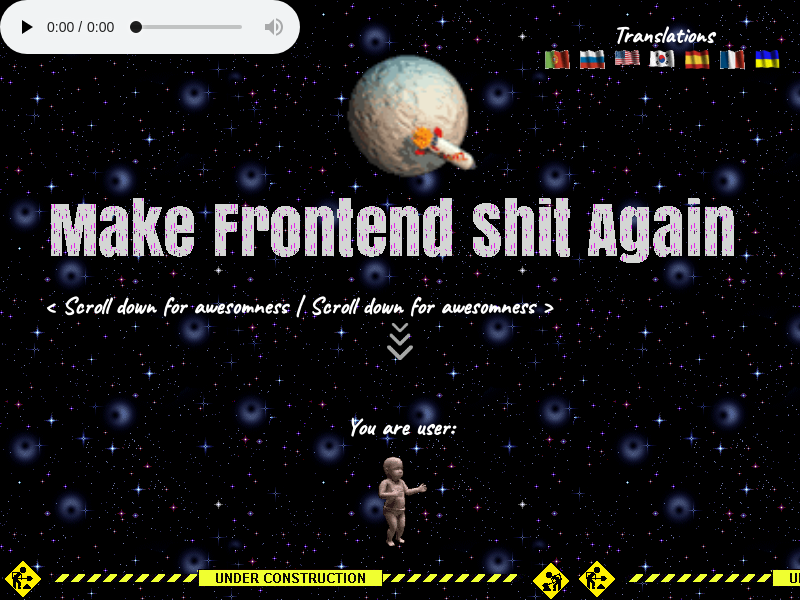 0:00 / 0:00
Translations
Make Frontend Shit Again
< Scroll down for awesomness | Scroll down for awesomness >
You are user:
UNDER CONSTRUCTION